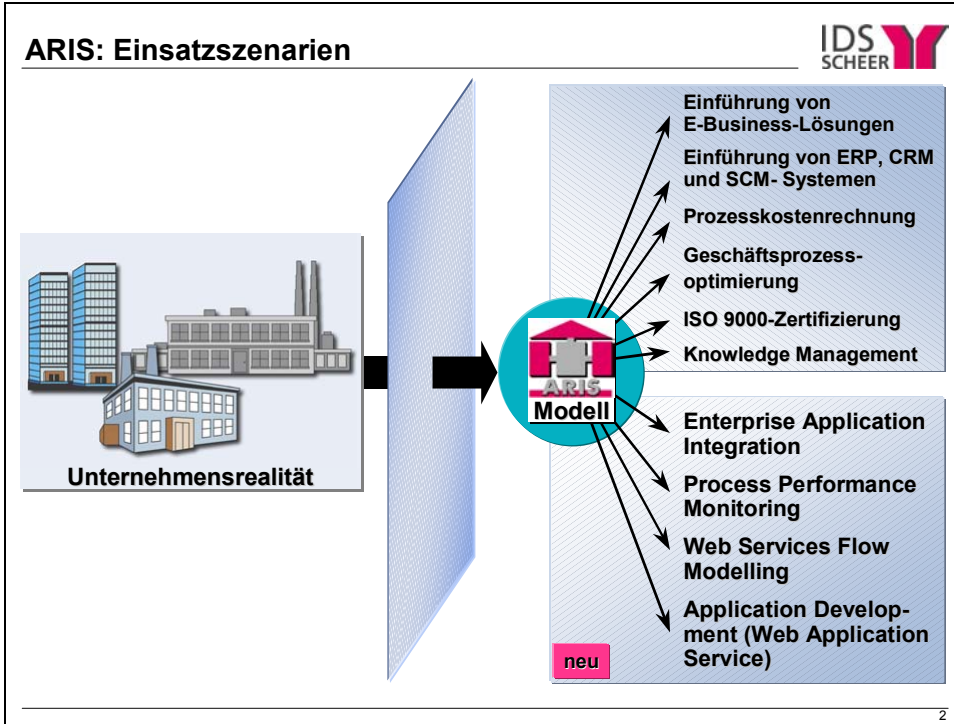 ARIS: Einsatzszenarien
IDS
SCHEER
Unternehmensrealität
ARIS
Modell
Einführung von
E-Business-Lösungen
Einführung von ERP, CRM
und SCM- Systemen
Prozesskostenrechnung
Geschäftsprozess-
optimierung
ISO 9000-Zertifizierung
Knowledge Management
Enterprise Application
Integration
Process Performance
Monitoring
Web Services Flow
Modelling
Application Develop-
ment (Web Application
Service)
neu
2